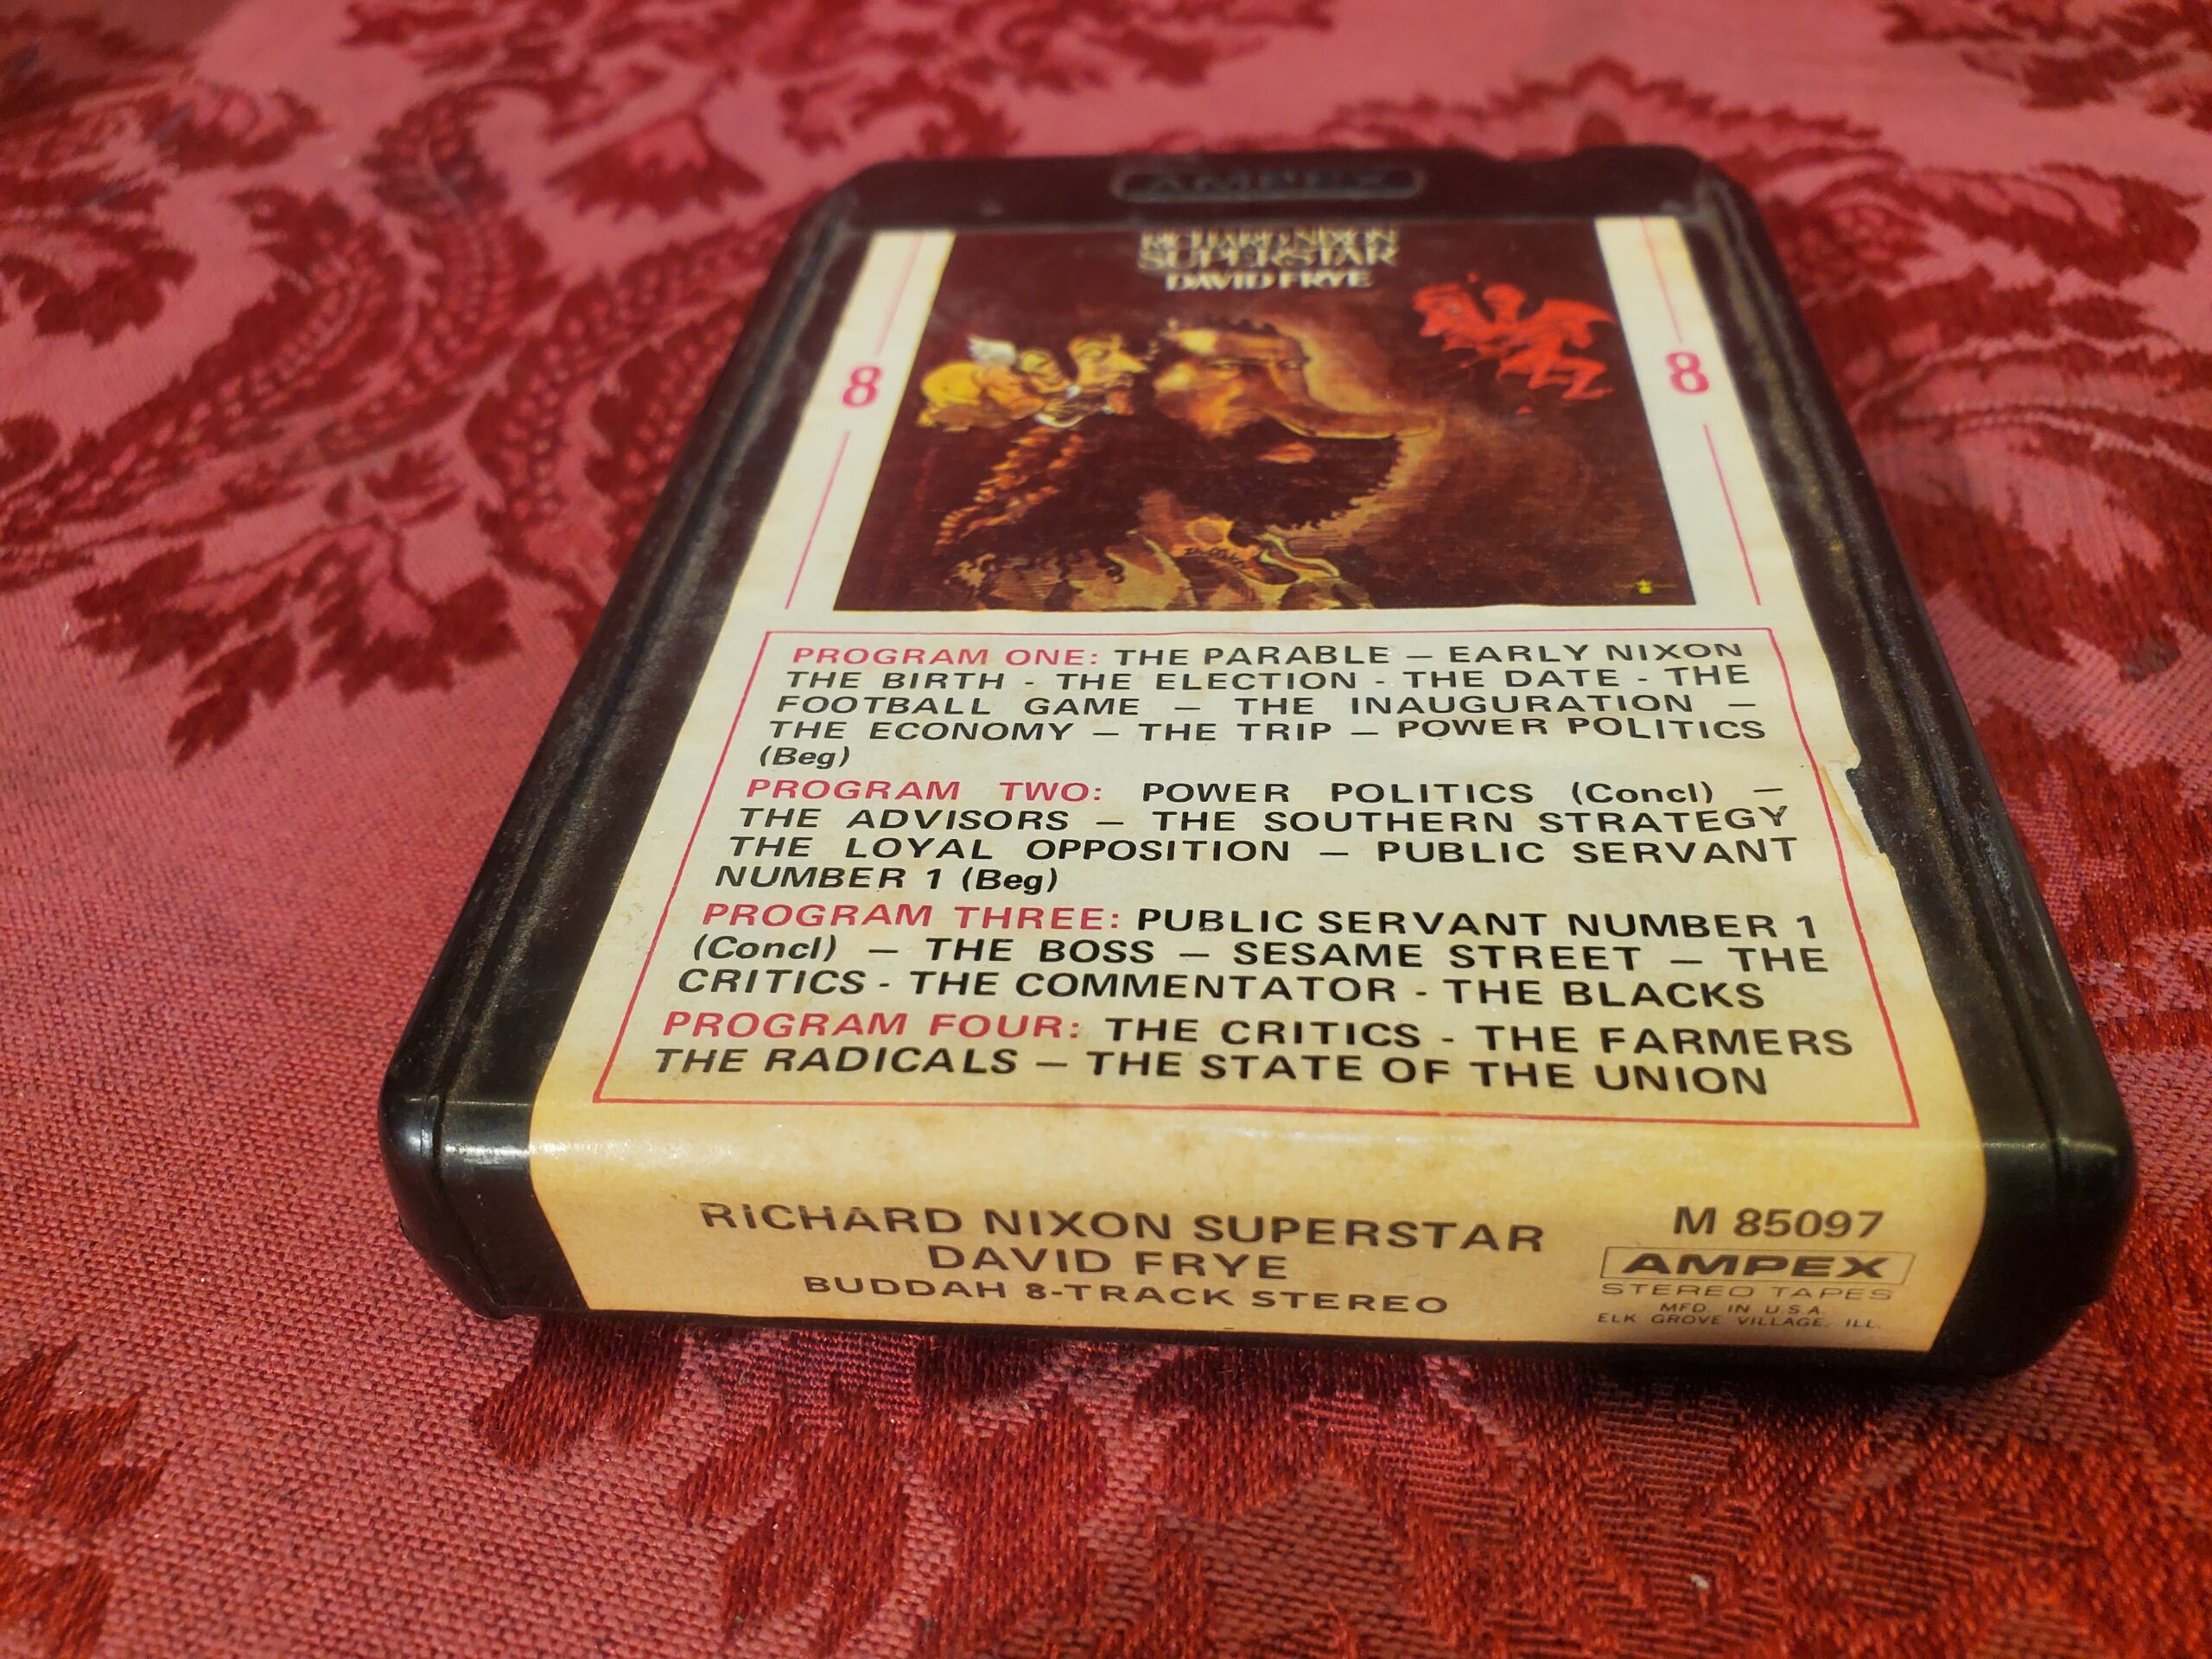 AMPEX
RICHARD NIXON
SUPERSTAR
DAVID FRYE
8
8
PROGRAM ONE: THE PARABLE — EARLY NIXON
THE BIRTH - THE ELECTION - THE DATE - THE
FOOTBALL GAME — THE INAUGURATION —
THE ECONOMY — THE TRIP — POWER POLITICS
(Beg)
PROGRAM TWO: POWER POLITICS (Concl) —
THE ADVISORS — THE SOUTHERN STRATEGY
THE LOYAL OPPOSITION — PUBLIC SERVANT
NUMBER 1 (Beg)
PROGRAM THREE: PUBLIC SERVANT NUMBER 1
(Concl) — THE BOSS — SESAME STREET — THE
CRITICS - THE COMMENTATOR - THE BLACKS
PROGRAM FOUR: THE CRITICS - THE FARMERS
THE RADICALS — THE STATE OF THE UNION
RICHARD NIXON SUPERSTAR
DAVID FRYE
BUDDAH 8-TRACK STEREO
M 85097
AMPEX
STEREO TAPES
MFD. IN U.S.A.
ELK GROVE VILLAGE, ILL.